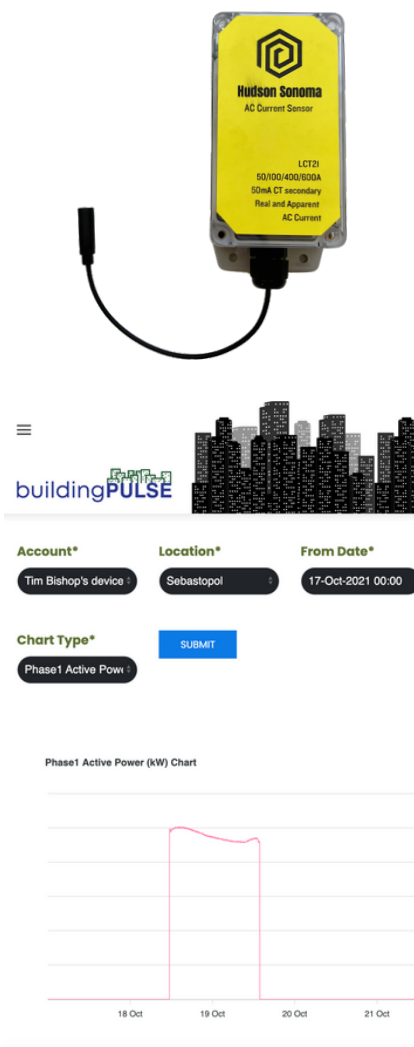 Hudson Sonoma
AC Current Sensor
LCT2I
50/100/400/600A
50mA CT secondary
Real and Apparent
AC Current
buildingPULSE
Account* Location* From Date*
Tim Bishop's device Sebastopol 17-Oct-2021 00:00
Chart Type* SUBMIT
Phase1 Active Pow
Phase1 Active Power (kW) Chart
18 Oct 19 Oct 20 Oct 21 Oct